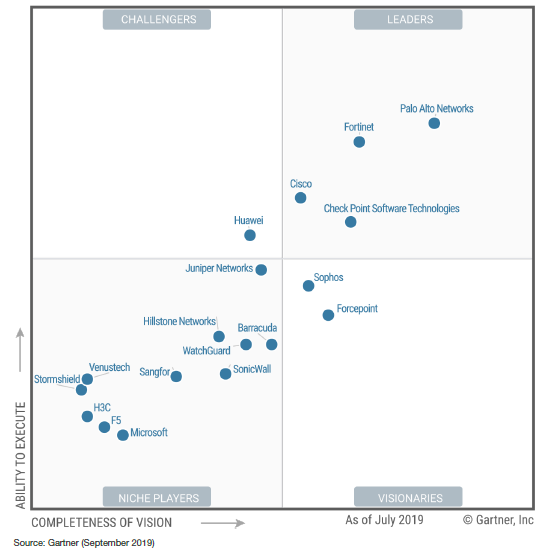 CHALLENGERS
LEADERS
Palo Alto Networks
Fortinet
Cisco
Check Point Software Technologies
Huawei
Juniper Networks
Sophos
Forcepoint
Hillstone Networks
Barracuda
WatchGuard
SonicWall
Sangfor
Venustech
Stormshield
H3C
F5
Microsoft
ABILITY TO EXECUTE
NICHE PLAYERS
VISIONARIES
COMPLETENESS OF VISION
As of July 2019
© Gartner, Inc
Source: Gartner (September 2019)